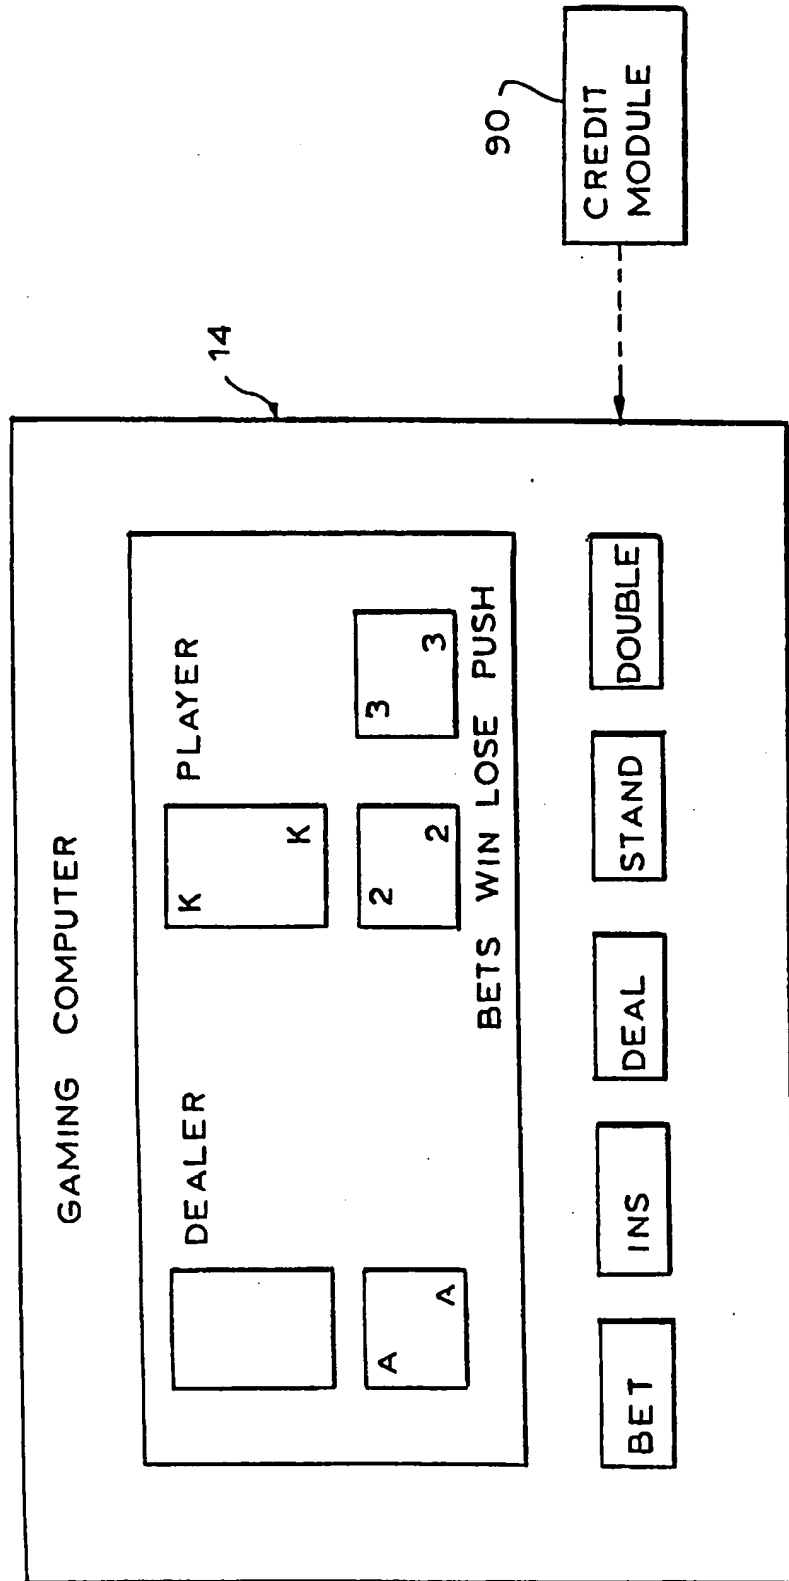 GAMING COMPUTER
14
DEALER
PLAYER
K
K
A
A
2
2
3
3
BETS WIN LOSE PUSH
BET
INS
DEAL
STAND
DOUBLE
90
CREDIT
MODULE